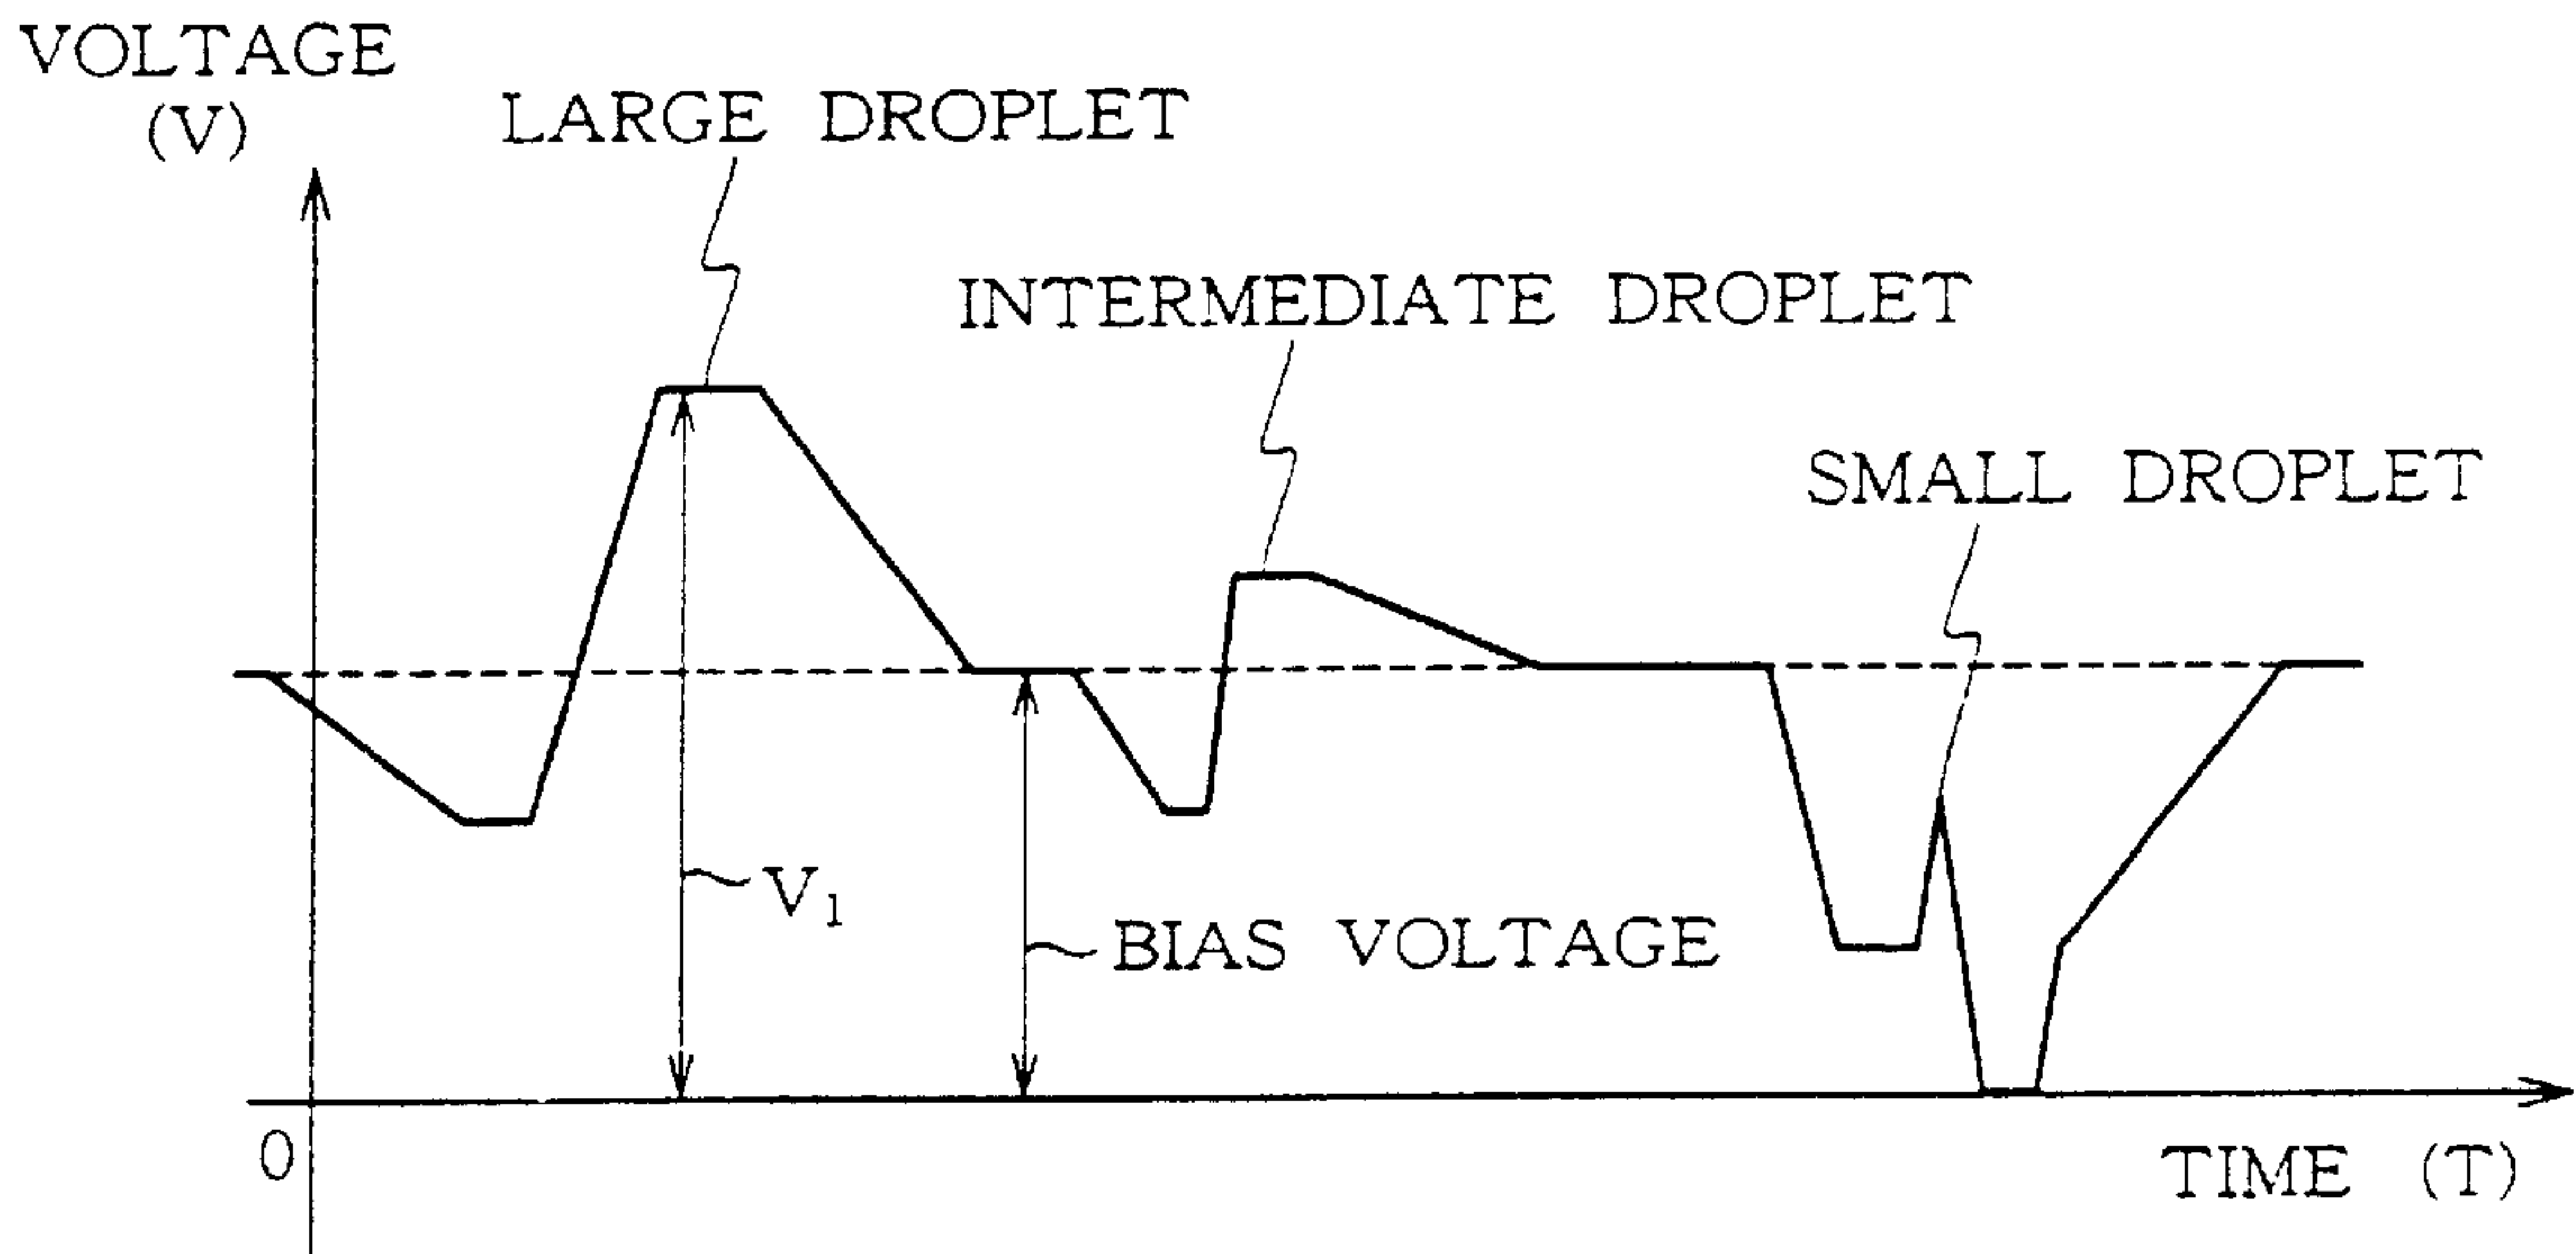 VOLTAGE
(V)
LARGE DROPLET
INTERMEDIATE DROPLET
SMALL DROPLET
V₁
BIAS VOLTAGE
0
TIME (T)